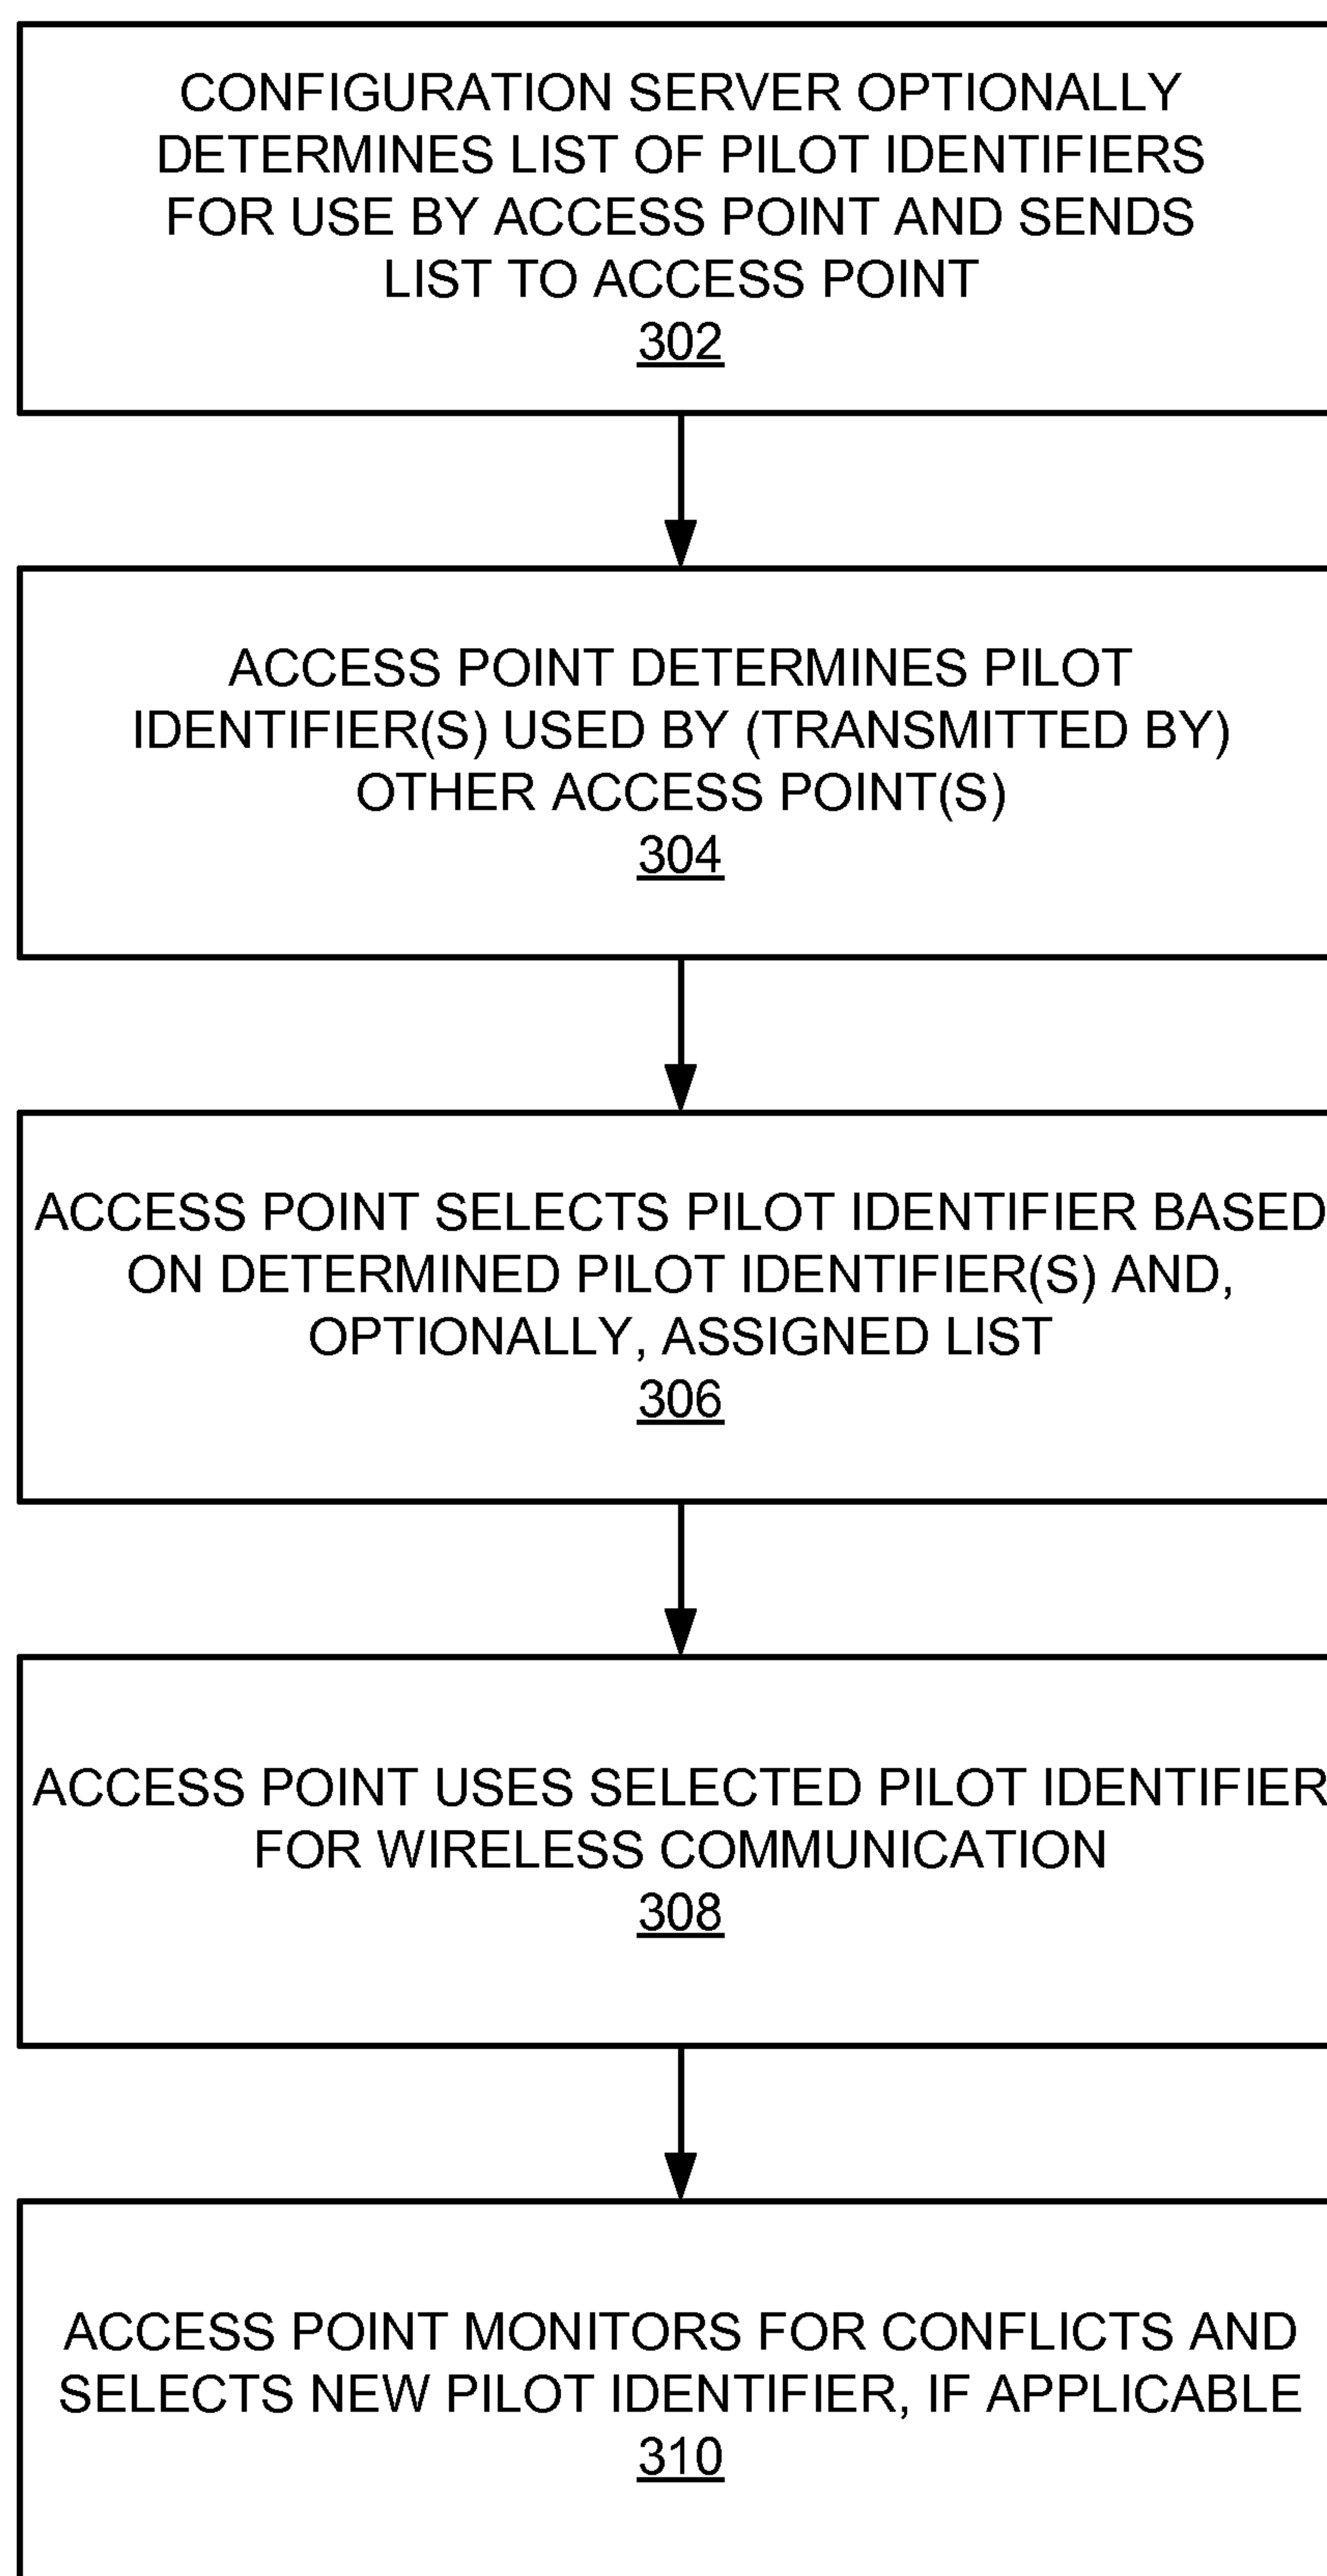 CONFIGURATION SERVER OPTIONALLY
DETERMINES LIST OF PILOT IDENTIFIERS
FOR USE BY ACCESS POINT AND SENDS
LIST TO ACCESS POINT
302
ACCESS POINT DETERMINES PILOT
IDENTIFIER(S) USED BY (TRANSMITTED BY)
OTHER ACCESS POINT(S)
304
ACCESS POINT SELECTS PILOT IDENTIFIER BASED
ON DETERMINED PILOT IDENTIFIER(S) AND,
OPTIONALLY, ASSIGNED LIST
306
ACCESS POINT USES SELECTED PILOT IDENTIFIER
FOR WIRELESS COMMUNICATION
308
ACCESS POINT MONITORS FOR CONFLICTS AND
SELECTS NEW PILOT IDENTIFIER, IF APPLICABLE
310